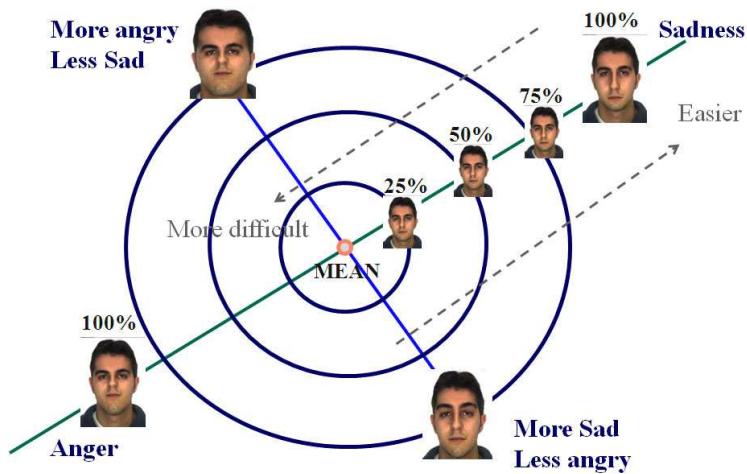 More angry
Less Sad
100%
Sadness
75%
Easier
50%
25%
More difficult
MEAN
100%
Anger
More Sad
Less angry